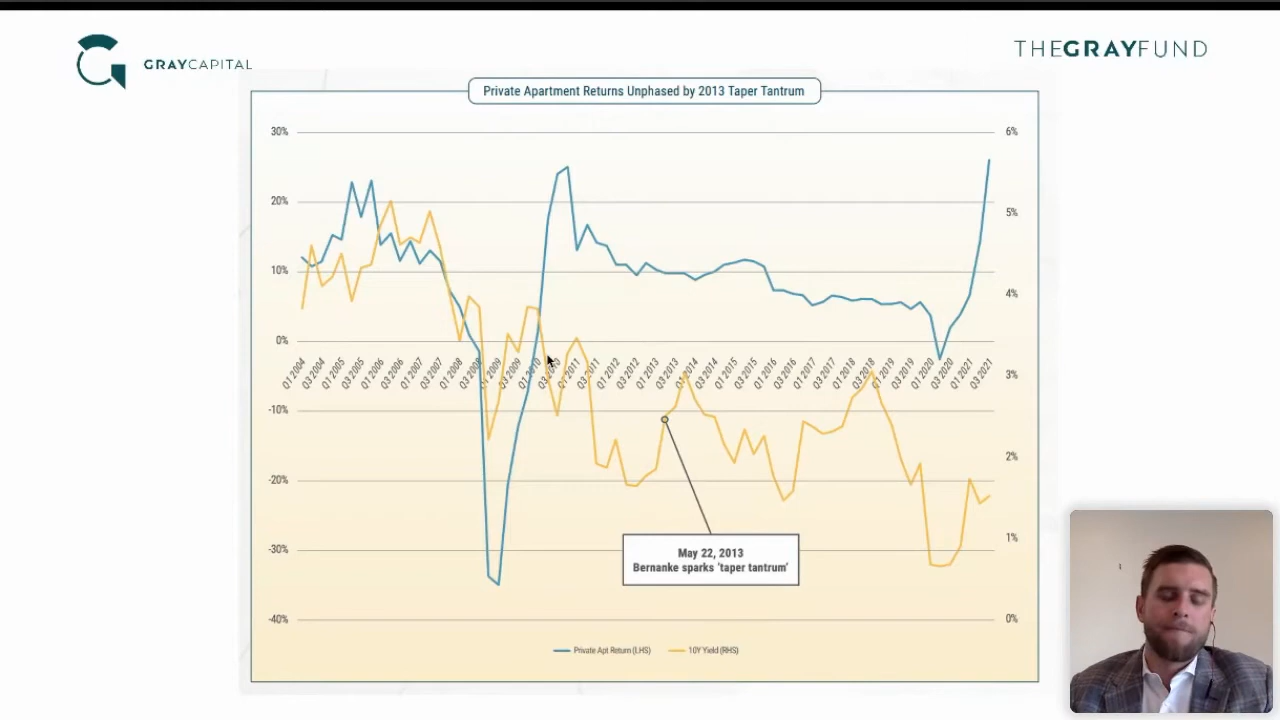 GRAYCAPITAL
THEGRAYFUND
Private Apartment Returns Unphased by 2013 Taper Tantrum
30%
20%
10%
0%
-10%
-20%
-30%
-40%
6%
5%
4%
3%
2%
1%
0%
Q1 2004
Q3 2004
Q1 2005
Q3 2005
Q1 2006
Q3 2006
Q1 2007
Q3 2007
Q1 2008
Q3 2008
Q1 2009
Q3 2009
Q1 2010
Q3 2010
Q1 2011
Q3 2011
Q1 2012
Q3 2012
Q1 2013
Q3 2013
Q1 2014
Q3 2014
Q1 2015
Q3 2015
Q1 2016
Q3 2016
Q1 2017
Q3 2017
Q1 2018
Q3 2018
Q1 2019
Q3 2019
Q1 2020
Q3 2020
Q1 2021
Q3 2021
May 22, 2013
Bernanke sparks 'taper tantrum'
Private Apt Return (LHS)
10Y Yield (RHS)